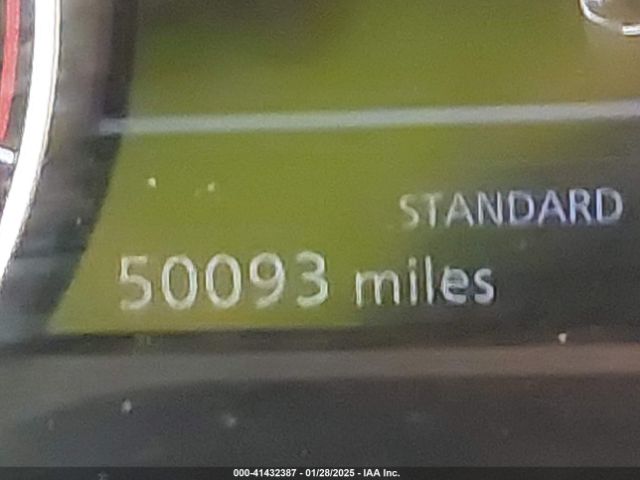 STANDARD
50093 miles
000-41432387 - 01/28/2025 - IAA Inc.